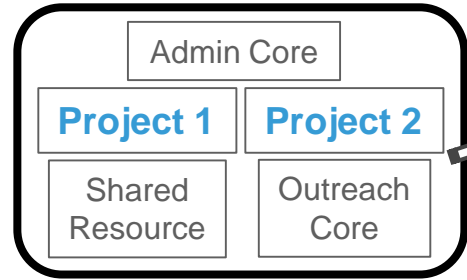 Admin Core
Project 1 Project 2
Shared Outreach
Resource Core